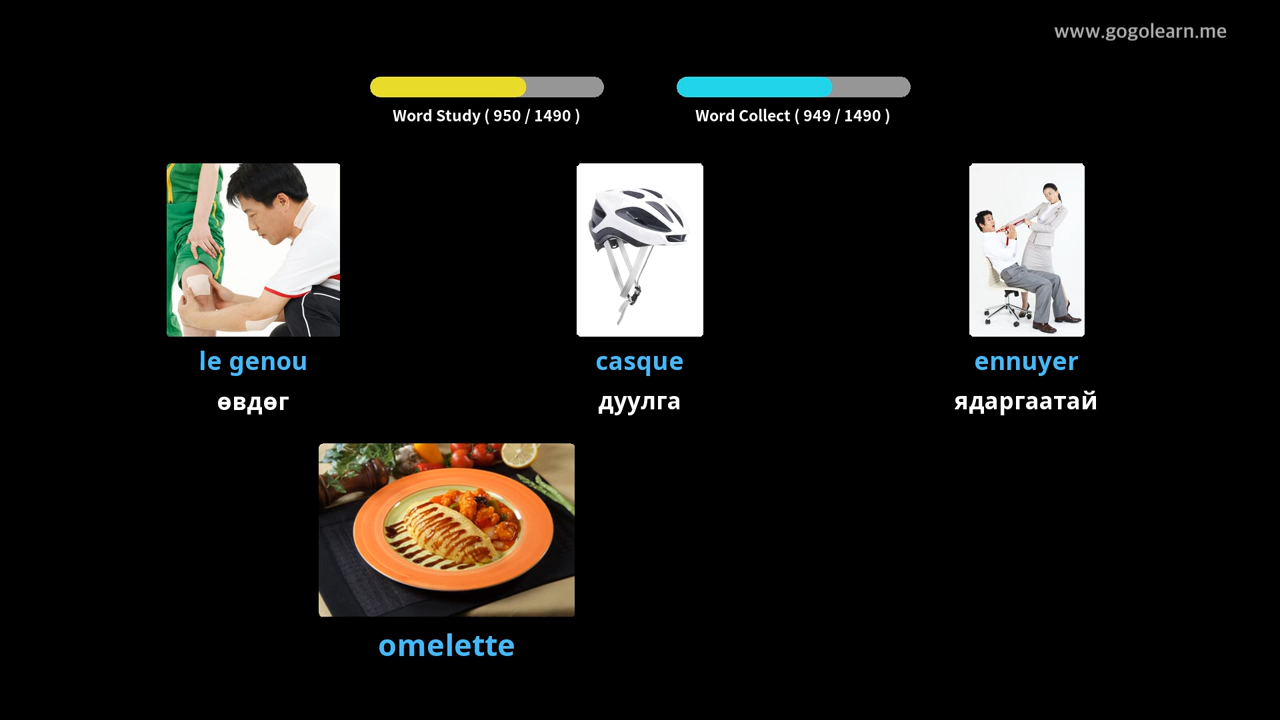 www.gogolearn.me
Word Study ( 950 / 1490 )
Word Collect ( 949 / 1490 )
le genou
casque
ennuyer
өвдөг
дуулга
ядаргаатай
omelette